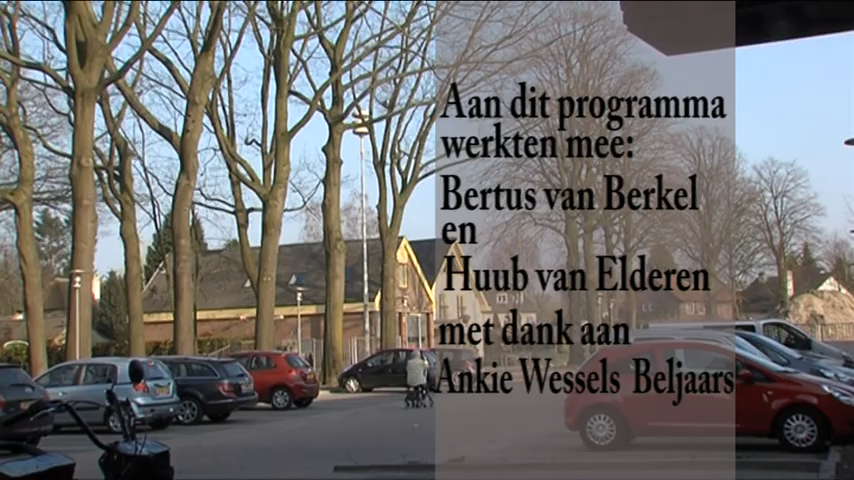 Aan dit programma
werkten mee:
Bertus van Berkel
en
Huub van Elderen
met dank aan
Ankie Wessels Beljaars